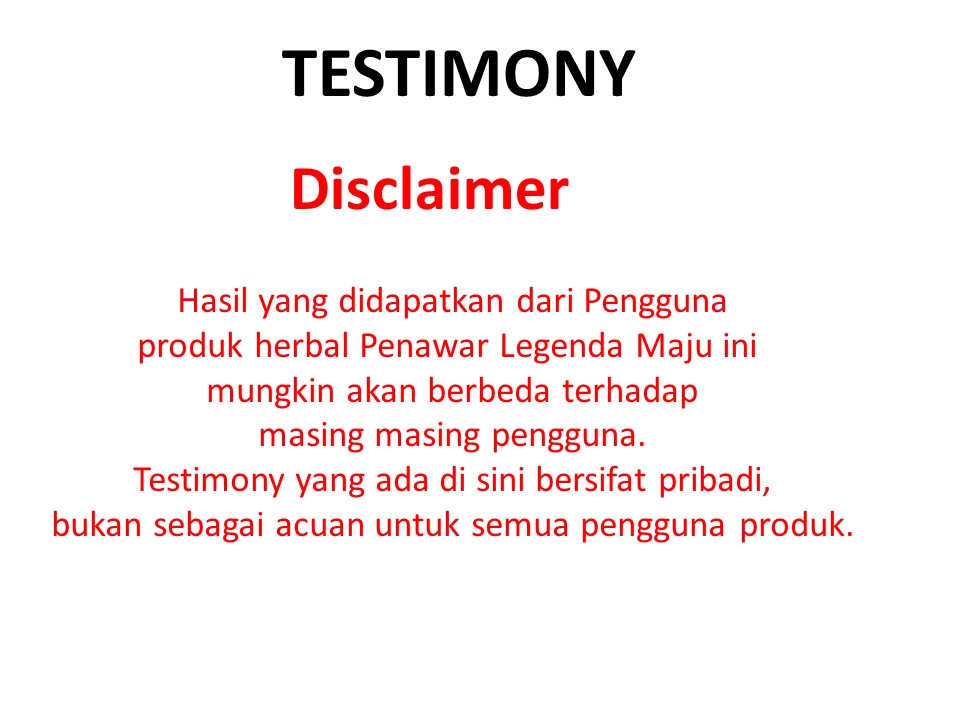 TESTIMONY
Disclaimer
Hasil yang didapatkan dari Pengguna
produk herbal Penawar Legenda Maju ini
mungkin akan berbeda terhadap
masing masing pengguna.
Testimony yang ada di sini bersifat pribadi,
bukan sebagai acuan untuk semua pengguna produk.